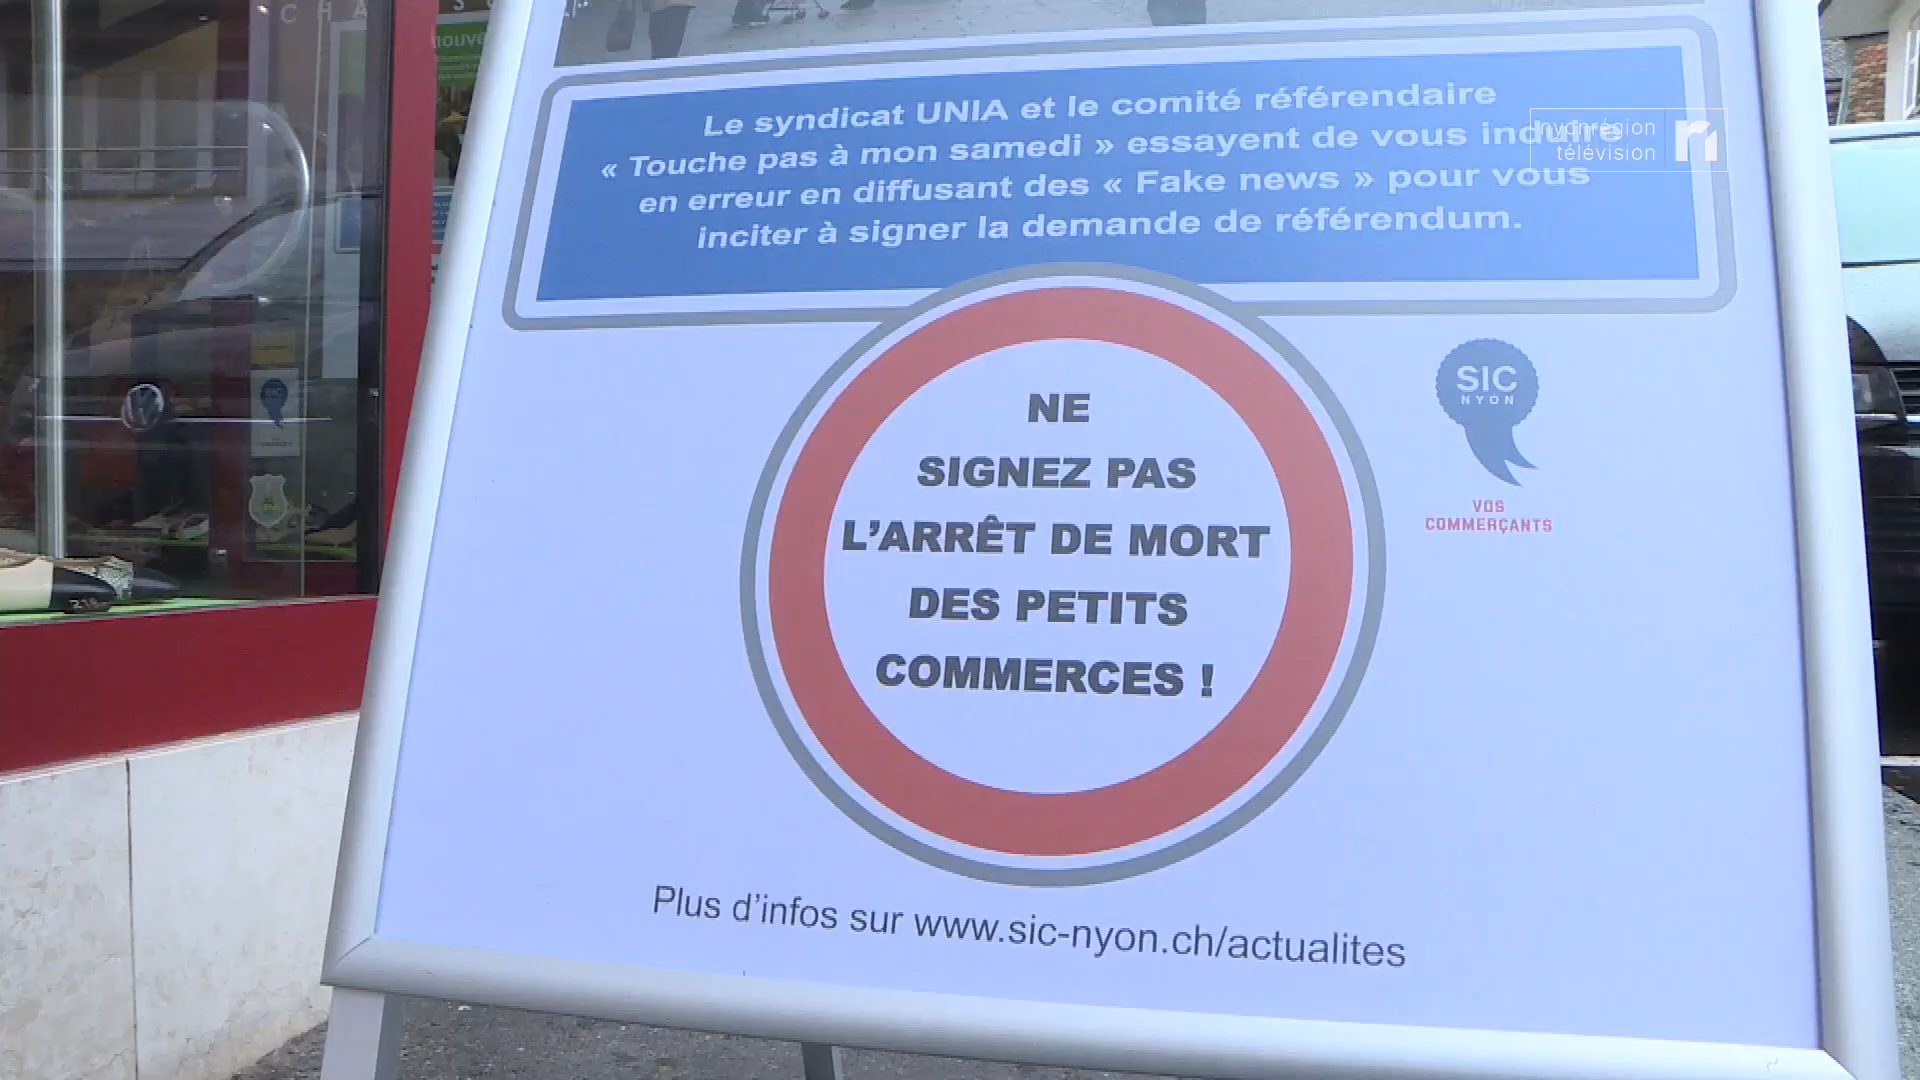 C H A
nouve
Le syndicat UNIA et le comité référendaire
« Touche pas à mon samedi » essayent de vous induire
en erreur en diffusant des « Fake news » pour vous
inciter à signer la demande de référendum.
nyonrégion
télévision
NE
SIGNEZ PAS
L’ARRÊT DE MORT
DES PETITS
COMMERCES !
SIC
NYON
VOS
COMMERÇANTS
SIC
Plus d’infos sur www.sic-nyon.ch/actualites